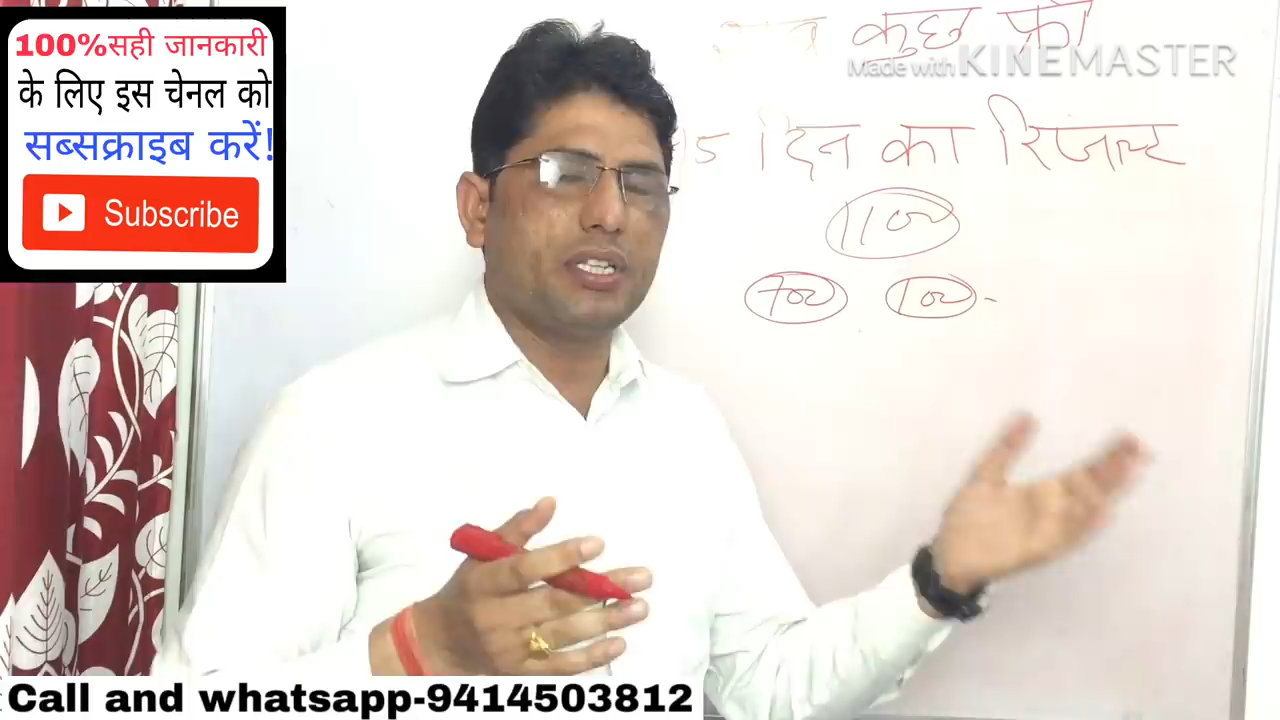 100%सही जानकारी
के लिए इस चेनल को
सब्सक्राइब करें!
Subscribe
कुछ फ्री
Made with KINEMASTER
15 दिन का रिजल्ट
1100
700 100
Call and whatsapp-9414503812